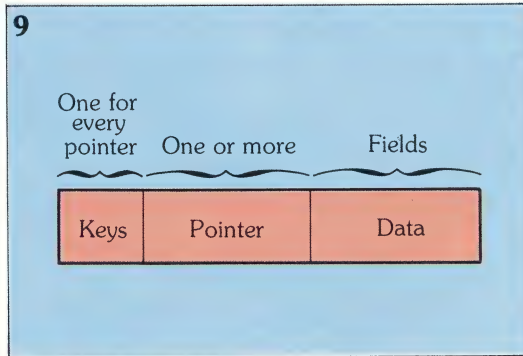 9
One for
every
pointer
One or more
Fields
Keys
Pointer
Data